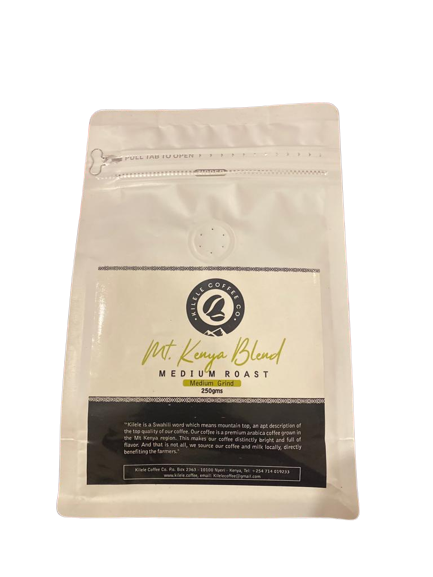 PULL TAB TO OPEN
KILELE COFFEE CO.
Mt. Kenya Blend
MEDIUM ROAST
Medium Grind
250gms
"Kilele is a Swahili word which means mountain top, an apt description of
the top quality of our coffee. Our coffee is a premium arabica coffee grown in
the Mt Kenya region. This makes our coffee distinctly bright and full of
flavor. And that is not all, we source our coffee and milk locally, directly
benefiting the farmers."
Kilele Coffee Co. P.o. Box 2363 - 10100 Nyeri - Kenya, Tel: +254 714 019233
www.kilele.coffee, email: kilelecoffee@gmail.com